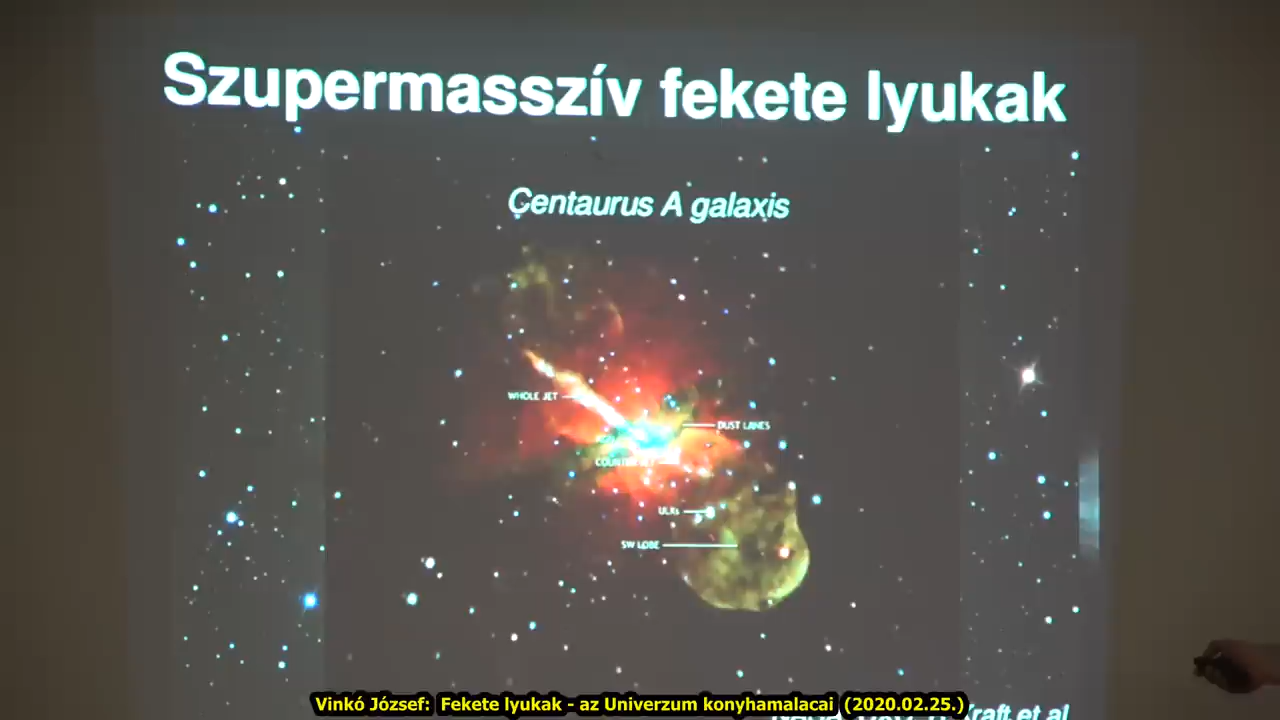 Szupermasszív fekete lyukak
Centaurus A galaxis
WHOLE JET
DUST LANES
ULXs
SW LOBE
Kraft et al
Vinkó József: Fekete lyukak - az Univerzum konyhamalacai (2020.02.25.)